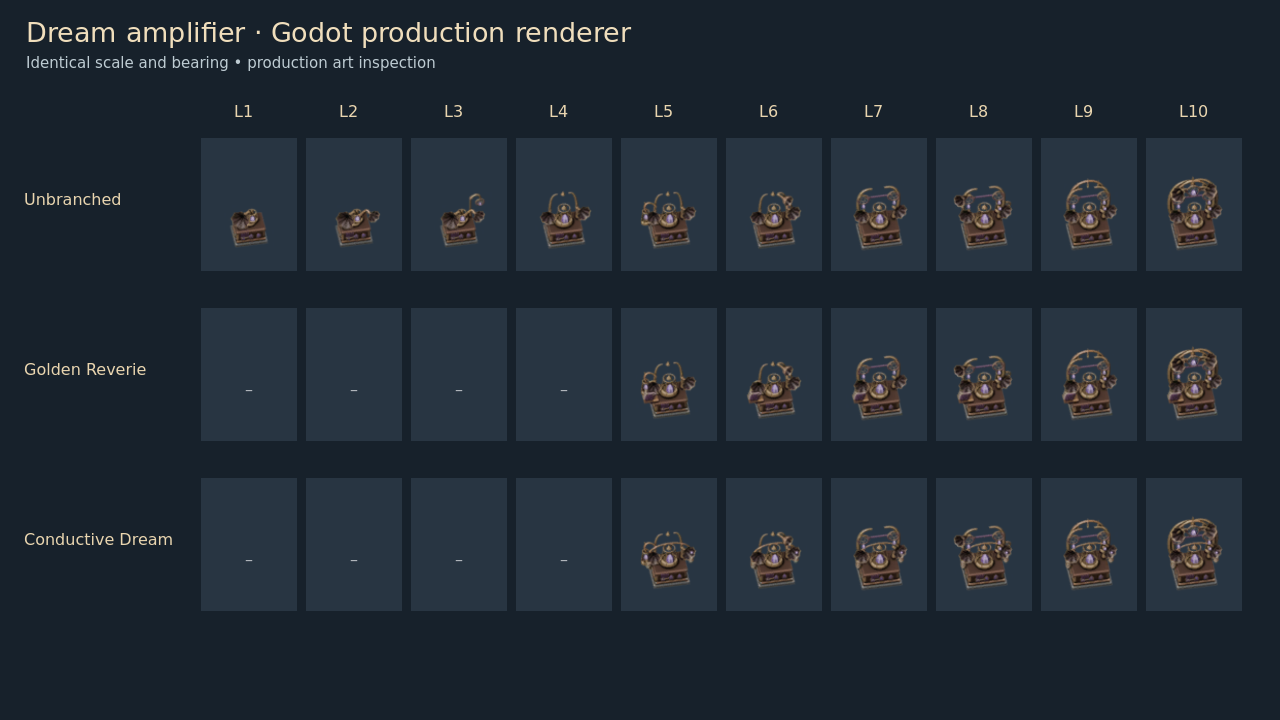 Dream amplifier · Godot production renderer
Identical scale and bearing • production art inspection
L1 L2 L3 L4 L5 L6 L7 L8 L9 L10
Unbranched
Golden Reverie
– – – –
Conductive Dream
– – – –